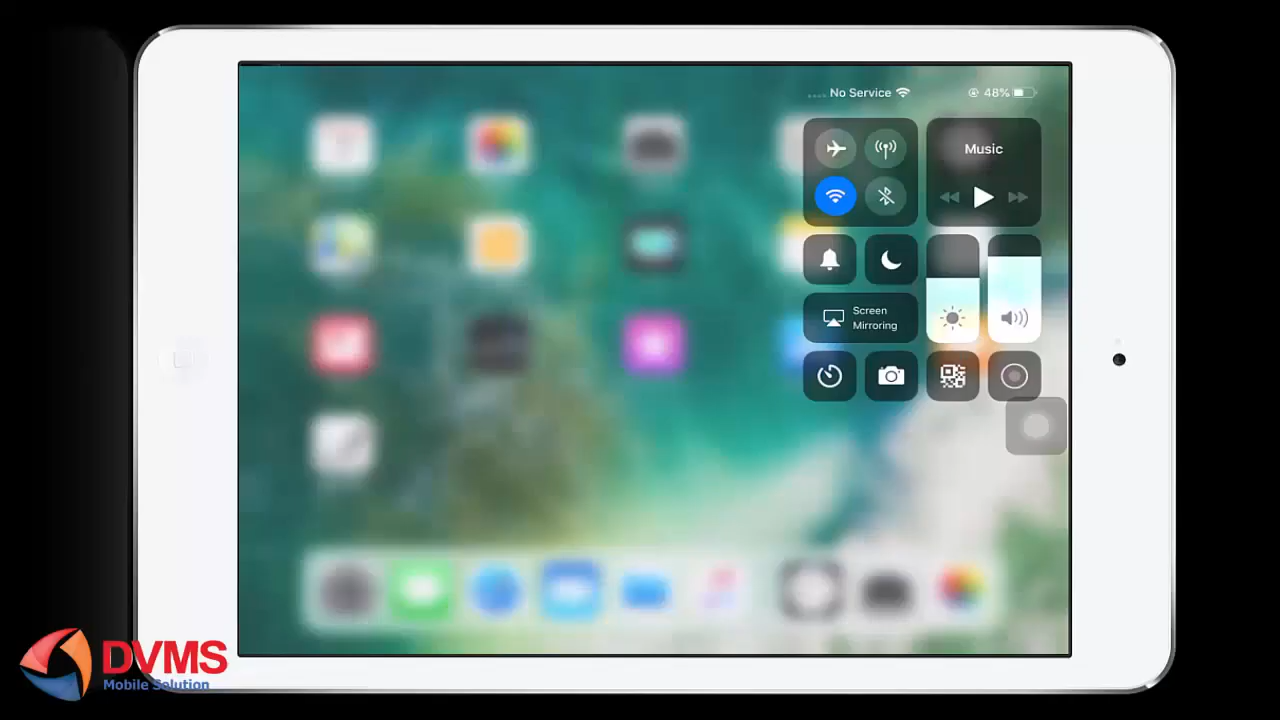 No Service
48%
Music
Screen
Mirroring
DVMS
Mobile Solution